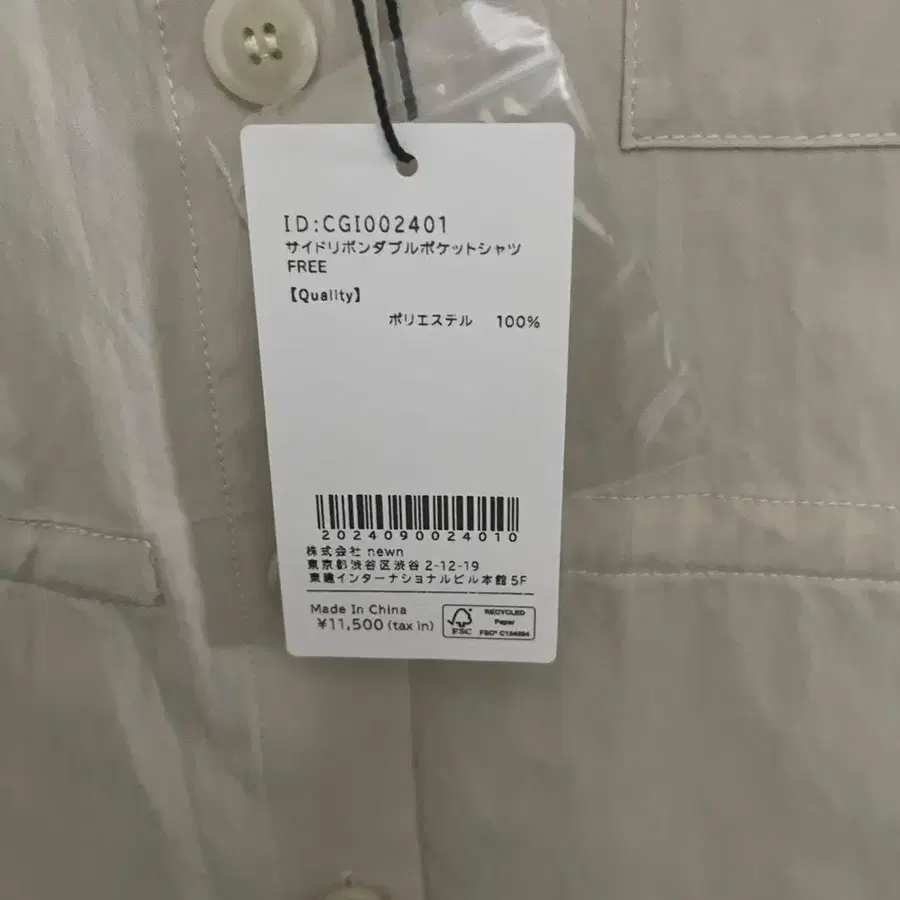 ID:CGI002401
サイドリボンダブルポケットシャツ
FREE
【Quality】
ポリエステル 100%
2024090024010
株式会社 newn
東京都渋谷区渋谷 2-12-19
東建インターナショナルビル本館 5F
Made In China
¥11,500 (tax in)
FSC
RECYCLED
Paper
FSC® C134094